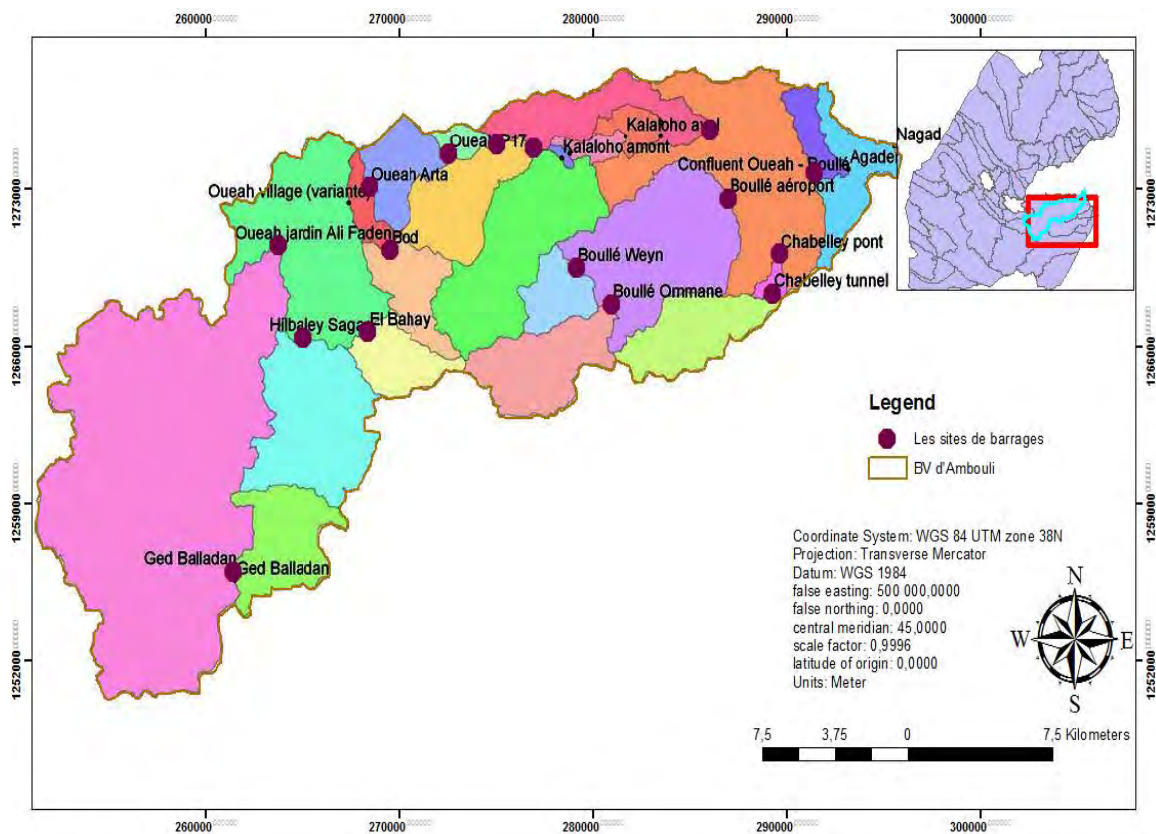 260000 270000 280000 290000 300000
Nagad
Kalaloho aval
Oueah P17
Kalaloho amont
Confluent Oueah - Boullé
Agader
Oueah Arta
Boullé aéroport
Oueah village (variante)
1273000
1273000
Oueah jardin Ali Faden
Bod
Chabelley pont
Boullé Weyn
Chabelley tunnel
Boullé Ommane
Hilbaley Saga
El Bahay
1266000
1266000
Legend
Les sites de barrages
BV d'Ambouli
1259000
1259000
Coordinate System: WGS 84 UTM zone 38N
Projection: Transverse Mercator
Datum: WGS 1984
false easting: 500 000,0000
false northing: 0,0000
central meridian: 45,0000
scale factor: 0,9996
latitude of origin: 0,0000
Units: Meter
Ged Balladan
Ged Balladan
N
W E
S
1252000
1252000
7,5 3,75 0 7,5 Kilometers
260000 270000 280000 290000 300000